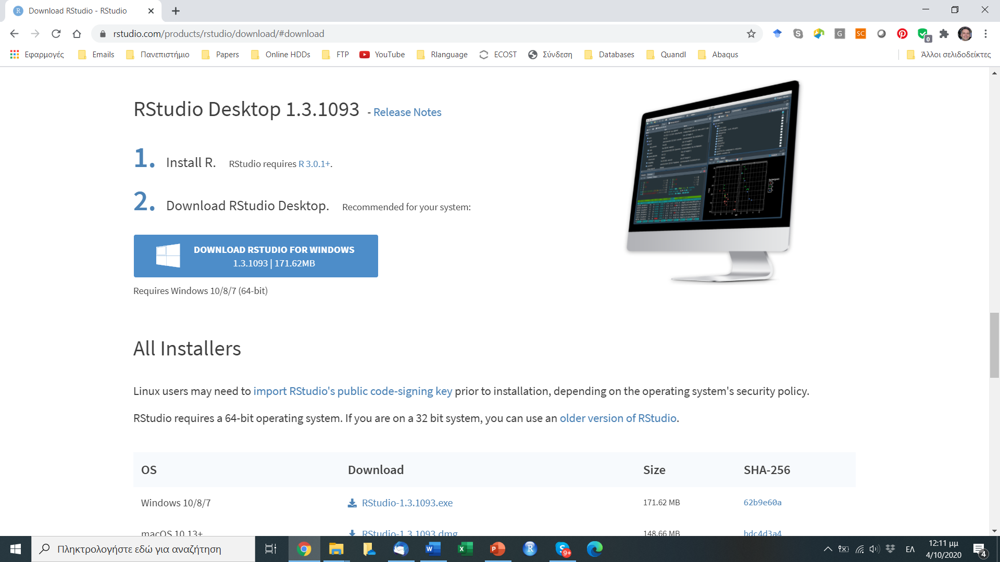 Download RStudio - RStudio
rstudio.com/products/rstudio/download/#download
G SC 0
Εφαρμογές Emails Πανεπιστήμιο Papers Online HDDs FTP YouTube Rlanguage ECOST Σύνδεση Databases Quandl Abaqus Άλλοι σελιδοδείκτες
RStudio Desktop 1.3.1093 - Release Notes
1. Install R. RStudio requires R 3.0.1+.
2. Download RStudio Desktop. Recommended for your system:
DOWNLOAD RSTUDIO FOR WINDOWS
1.3.1093 | 171.62MB
Requires Windows 10/8/7 (64-bit)
All Installers
Linux users may need to import RStudio's public code-signing key prior to installation, depending on the operating system's security policy.
RStudio requires a 64-bit operating system. If you are on a 32 bit system, you can use an older version of RStudio.
OS Download Size SHA-256
Windows 10/8/7 RStudio-1.3.1093.exe 171.62 MB 62b9e60a
macOS 10.13+ RStudio-1.3.1093.dmg 148.66 MB bdc4d3a4
Πληκτρολογήστε εδώ για αναζήτηση
9+
ΕΛ
12:11 μμ
4/10/2020
4